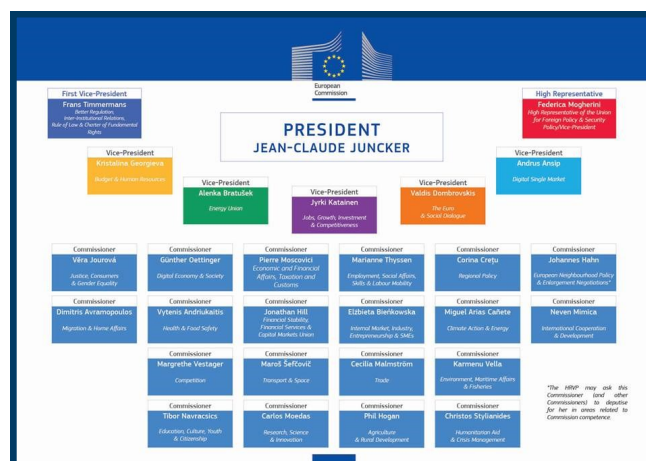 European
Commission
First Vice-President
Frans Timmermans
Better Regulation,
Inter-Institutional Relations,
Rule of Law & Charter of Fundamental
Rights
High Representative
Federica Mogherini
High Representative of the Union
for Foreign Policy & Security
Policy/Vice-President
PRESIDENT
JEAN-CLAUDE JUNCKER
Vice-President
Kristalina Georgieva
Budget & Human Resources
Vice-President
Andrus Ansip
Digital Single Market
Vice-President
Alenka Bratušek
Energy Union
Vice-President
Jyrki Katainen
Jobs, Growth, Investment
& Competitiveness
Vice-President
Valdis Dombrovskis
The Euro
& Social Dialogue
Commissioner
Věra Jourová
Justice, Consumers
& Gender Equality
Commissioner
Günther Oettinger
Digital Economy & Society
Commissioner
Pierre Moscovici
Economic and Financial
Affairs, Taxation and
Customs
Commissioner
Marianne Thyssen
Employment, Social Affairs,
Skills & Labour Mobility
Commissioner
Corina Crețu
Regional Policy
Commissioner
Johannes Hahn
European Neighbourhood Policy
& Enlargement Negotiations*
Commissioner
Dimitris Avramopoulos
Migration & Home Affairs
Commissioner
Vytenis Andriukaitis
Health & Food Safety
Commissioner
Jonathan Hill
Financial Stability,
Financial Services &
Capital Markets Union
Commissioner
Elżbieta Bieńkowska
Internal Market, Industry,
Entrepreneurship & SMEs
Commissioner
Miguel Arias Cañete
Climate Action & Energy
Commissioner
Neven Mimica
International Cooperation
& Development
Commissioner
Margrethe Vestager
Competition
Commissioner
Maroš Šefčovič
Transport & Space
Commissioner
Cecilia Malmström
Trade
Commissioner
Karmenu Vella
Environment, Maritime Affairs
& Fisheries
Commissioner
Tibor Navracsics
Education, Culture, Youth
& Citizenship
Commissioner
Carlos Moedas
Research, Science
& Innovation
Commissioner
Phil Hogan
Agriculture
& Rural Development
Commissioner
Christos Stylianides
Humanitarian Aid
& Crisis Management
*The HRVP may ask this
Commissioner (and other
Commissioners) to deputise
for her in areas related to
Commission competence.